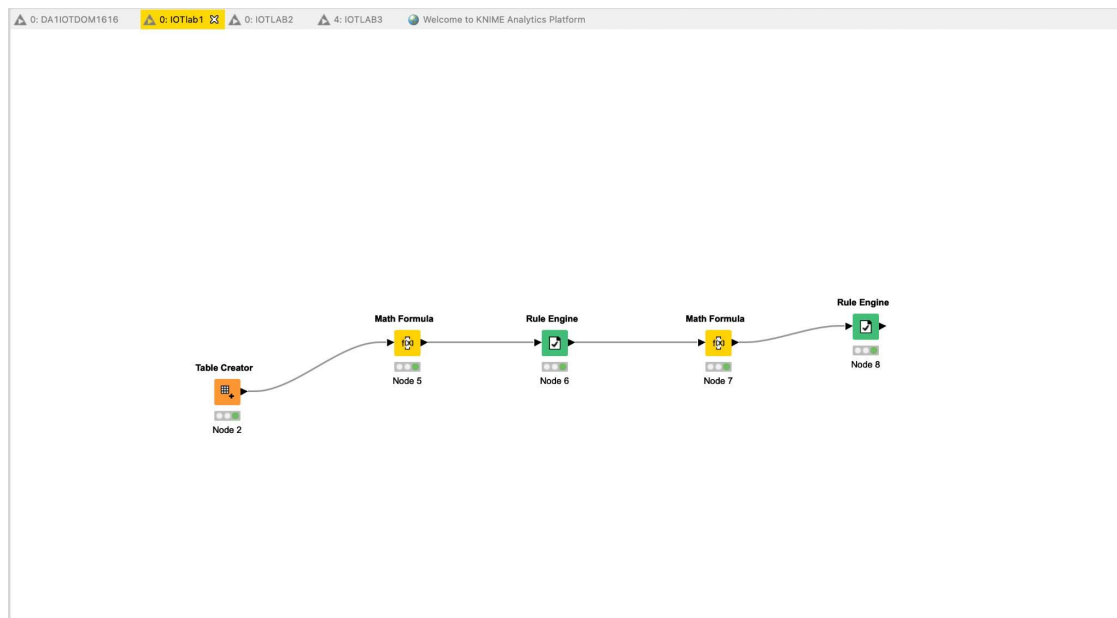 0: DA1IOTDOM1616 0: IOTlab1 0: IOTLAB2 4: IOTLAB3 Welcome to KNIME Analytics Platform
Rule Engine
Math Formula Rule Engine Math Formula
f(x) f(x)
Node 8
Table Creator
Node 5 Node 6 Node 7
Node 2